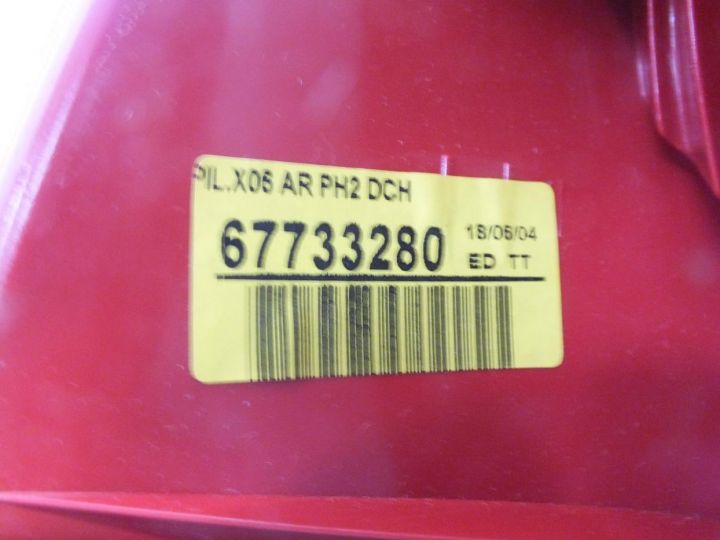 PIL.X06 AR PH2 DCH
67733280
18/06/04
ED TT